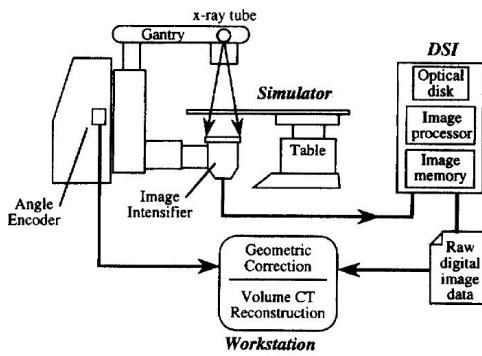 x-ray tube
Gantry
DSI
Optical
disk
Simulator
Image
processor
Table
Image
memory
Angle
Encoder
Image
Intensifier
Geometric
Correction
Raw
digital
image
data
Volume CT
Reconstruction
Workstation